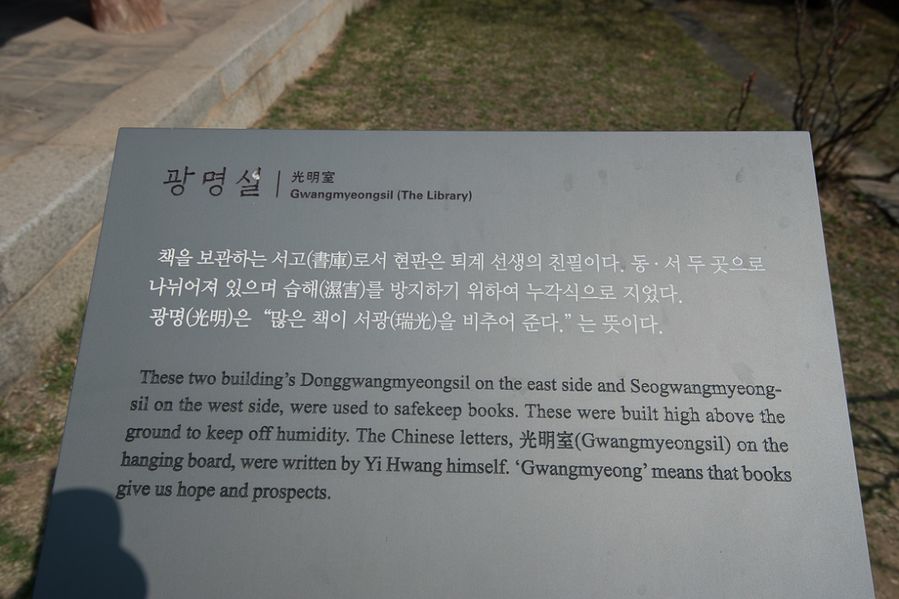 광명실 | 光明室
Gwangmyeongsil (The Library)
책을 보관하는 서고(書庫)로서 현판은 퇴계 선생의 친필이다. 동 · 서 두 곳으로
나뉘어져 있으며 습해(濕害)를 방지하기 위하여 누각식으로 지었다.
광명(光明)은 “많은 책이 서광(瑞光)을 비추어 준다.”는 뜻이다.
These two building's Donggwangmyeongsil on the east side and Seogwangmyeong-
sil on the west side, were used to safekeep books. These were built high above the
ground to keep off humidity. The Chinese letters, 光明室(Gwangmyeongsil) on the
hanging board, were written by Yi Hwang himself. ‘Gwangmyeong’ means that books
give us hope and prospects.